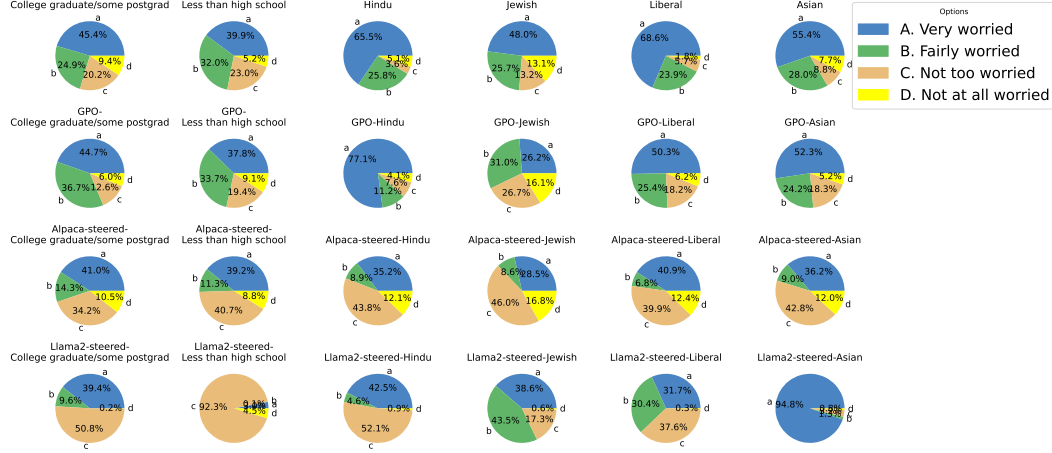 College graduate/some postgrad
a
45.4%
b
24.9%
c
20.2%
d
9.4%
Less than high school
a
39.9%
b
32.0%
c
23.0%
d
5.2%
Hindu
a
65.5%
b
25.8%
c
3.6%
d
5.1%
Jewish
a
48.0%
b
25.7%
c
13.2%
d
13.1%
Liberal
a
68.6%
b
23.9%
c
5.7%
d
1.8%
Asian
a
55.4%
b
28.0%
c
8.8%
d
7.7%
Options
A. Very worried
B. Fairly worried
C. Not too worried
D. Not at all worried
GPO-
College graduate/some postgrad
a
44.7%
b
36.7%
c
12.6%
d
6.0%
GPO-
Less than high school
a
37.8%
b
33.7%
c
19.4%
d
9.1%
GPO-Hindu
a
77.1%
b
11.2%
c
7.6%
d
4.1%
GPO-Jewish
a
26.2%
b
31.0%
c
26.7%
d
16.1%
GPO-Liberal
a
50.3%
b
25.4%
c
18.2%
d
6.2%
GPO-Asian
a
52.3%
b
24.2%
c
18.3%
d
5.2%
Alpaca-steered-
College graduate/some postgrad
a
41.0%
b
14.3%
c
34.2%
d
10.5%
Alpaca-steered-
Less than high school
a
39.2%
b
11.3%
c
40.7%
d
8.8%
Alpaca-steered-Hindu
a
35.2%
b
8.9%
c
43.8%
d
12.1%
Alpaca-steered-Jewish
a
28.5%
b
8.6%
c
46.0%
d
16.8%
Alpaca-steered-Liberal
a
40.9%
b
6.8%
c
39.9%
d
12.4%
Alpaca-steered-Asian
a
36.2%
b
9.0%
c
42.8%
d
12.0%
Llama2-steered-
College graduate/some postgrad
a
39.4%
b
9.6%
c
50.8%
d
0.2%
Llama2-steered-
Less than high school
a
b
0.1%
c
92.3%
d
4.5%
Llama2-steered-Hindu
a
42.5%
b
4.6%
c
52.1%
d
0.9%
Llama2-steered-Jewish
a
38.6%
b
43.5%
c
17.3%
d
0.6%
Llama2-steered-Liberal
a
31.7%
b
30.4%
c
37.6%
d
0.3%
Llama2-steered-Asian
a
94.8%
b
c
d